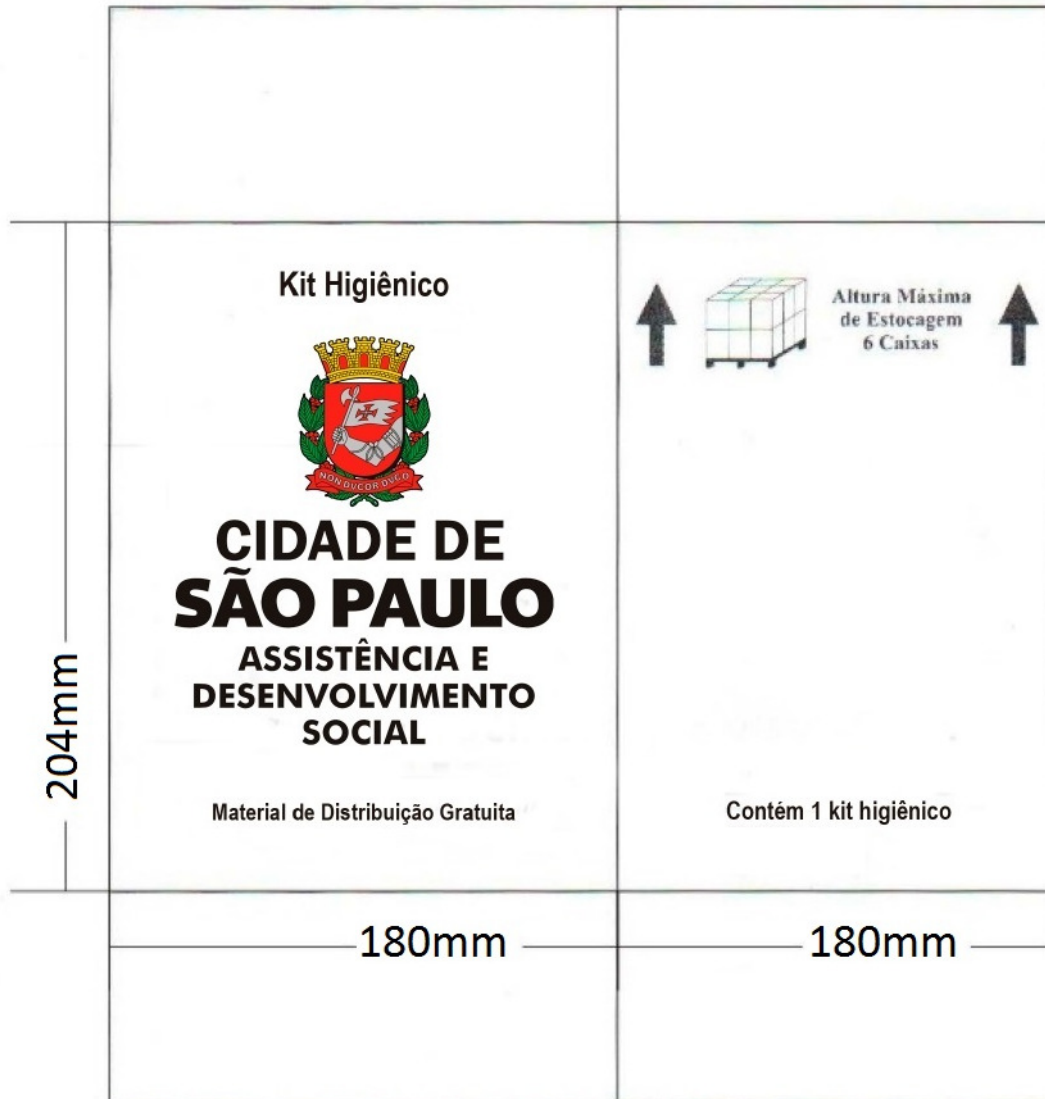 Kit Higiênico
NON DVCOR DVCO
CIDADE DE
SÃO PAULO
ASSISTÊNCIA E
DESENVOLVIMENTO
SOCIAL
Material de Distribuição Gratuita
Altura Máxima
de Estocagem
6 Caixas
Contém 1 kit higiênico
204mm
180mm
180mm